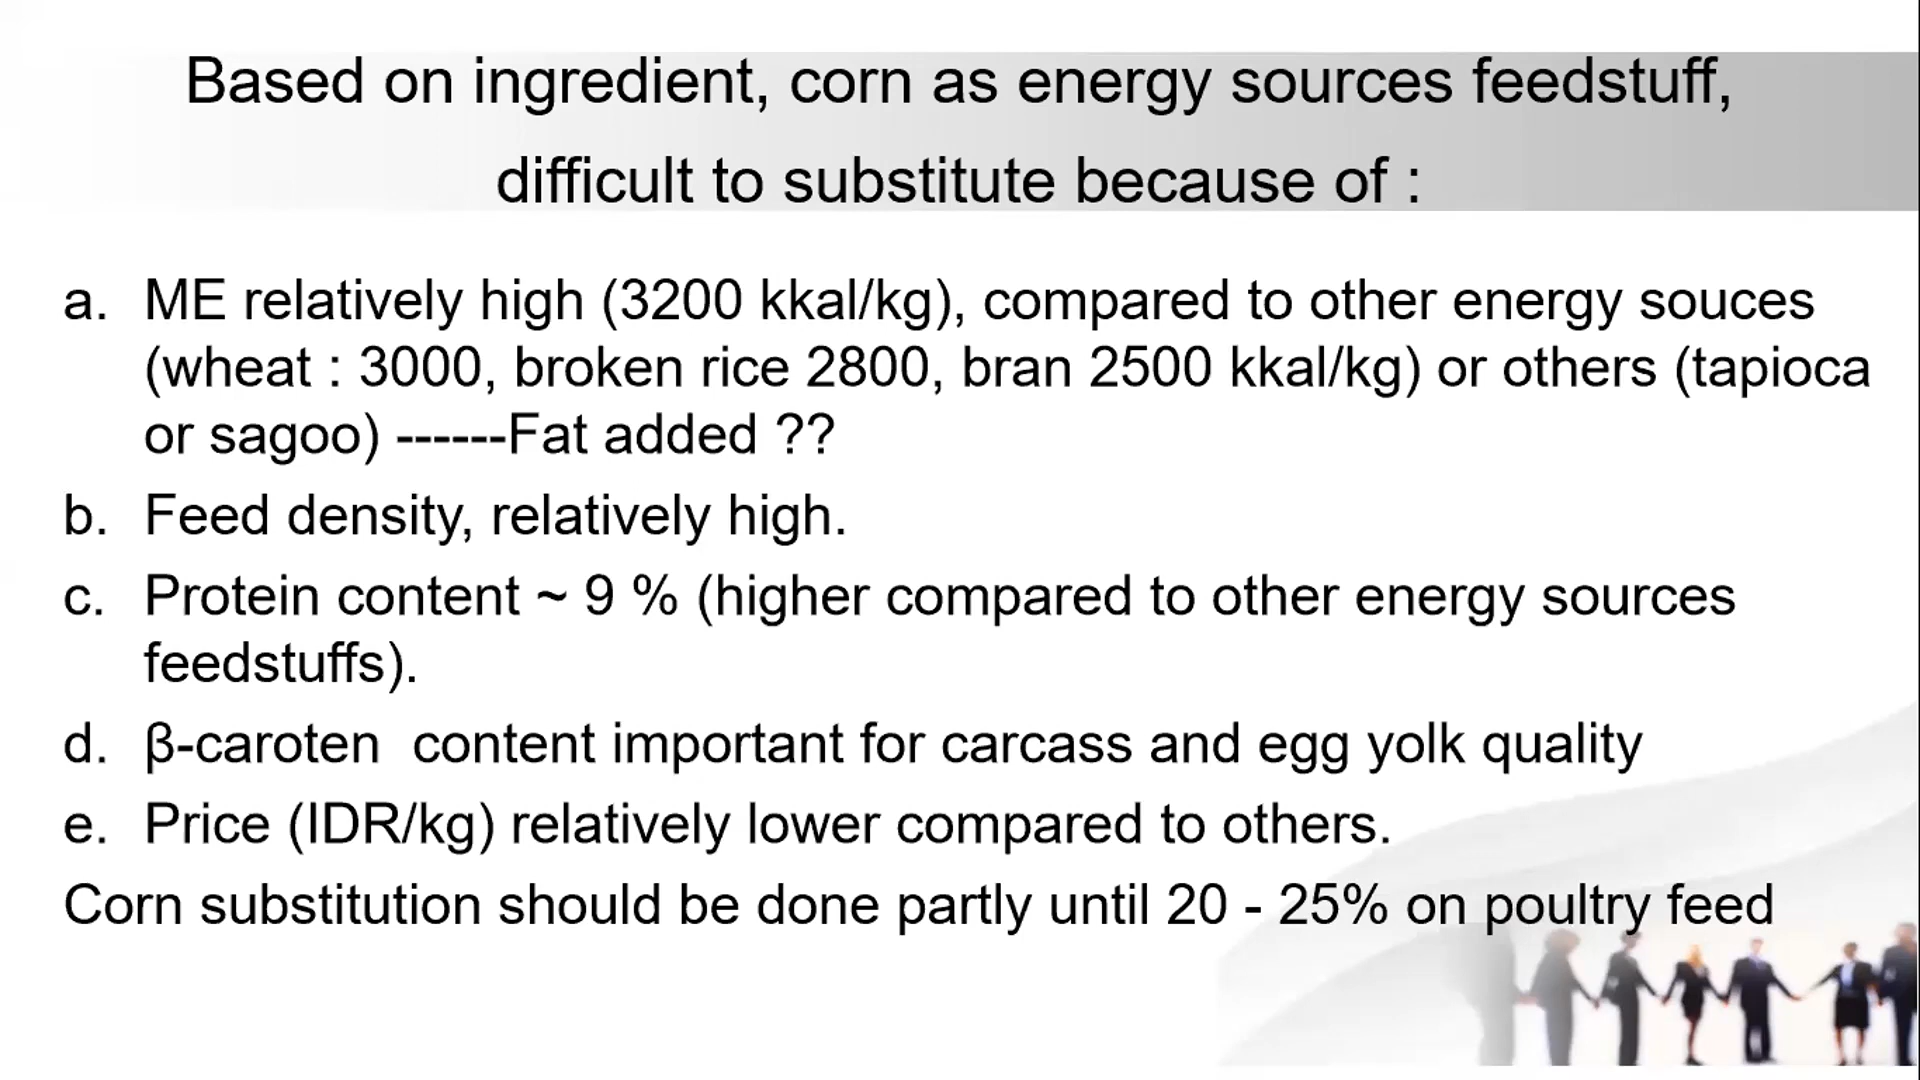 Based on ingredient, corn as energy sources feedstuff,
difficult to substitute because of :
a. ME relatively high (3200 kkal/kg), compared to other energy souces
(wheat : 3000, broken rice 2800, bran 2500 kkal/kg) or others (tapioca
or sagoo) ------Fat added ??
b. Feed density, relatively high.
c. Protein content ~ 9 % (higher compared to other energy sources
feedstuffs).
d. β-caroten  content important for carcass and egg yolk quality
e. Price (IDR/kg) relatively lower compared to others.
Corn substitution should be done partly until 20 - 25% on poultry feed